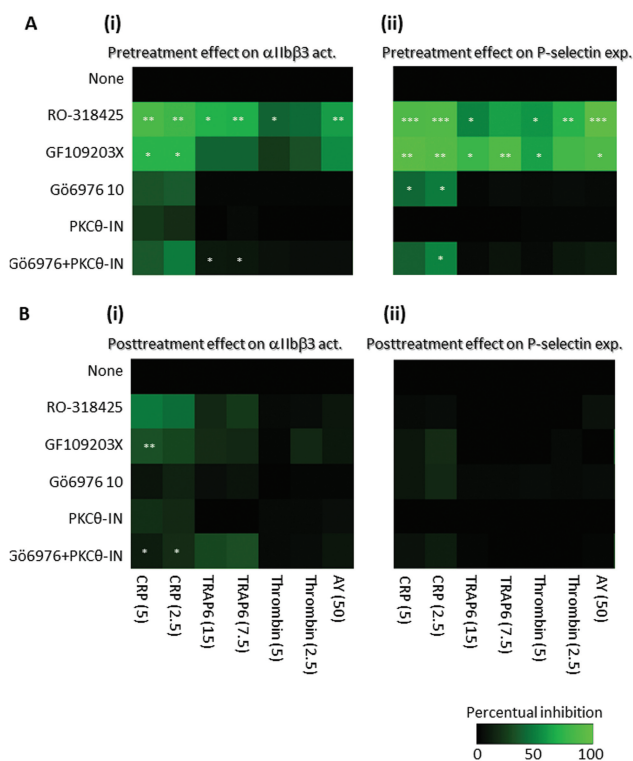 A
(i)
(ii)
Pretreatment effect on αIIbβ3 act.
Pretreatment effect on P-selectin exp.
None
RO-318425
** ** * ** * **
*** *** * * ** ***
GF109203X
* *
** ** * ** * *
Gö6976 10
* *
PKCθ-IN
Gö6976+PKCθ-IN
* *
*
B
(i)
(ii)
Posttreatment effect on αIIbβ3 act.
Posttreatment effect on P-selectin exp.
None
RO-318425
GF109203X
**
Gö6976 10
PKCθ-IN
Gö6976+PKCθ-IN
* *
CRP (5)
CRP (2.5)
TRAP6 (15)
TRAP6 (7.5)
Thrombin (5)
Thrombin (2.5)
AY (50)
CRP (5)
CRP (2.5)
TRAP6 (15)
TRAP6 (7.5)
Thrombin (5)
Thrombin (2.5)
AY (50)
Percentual inhibition
0 50 100